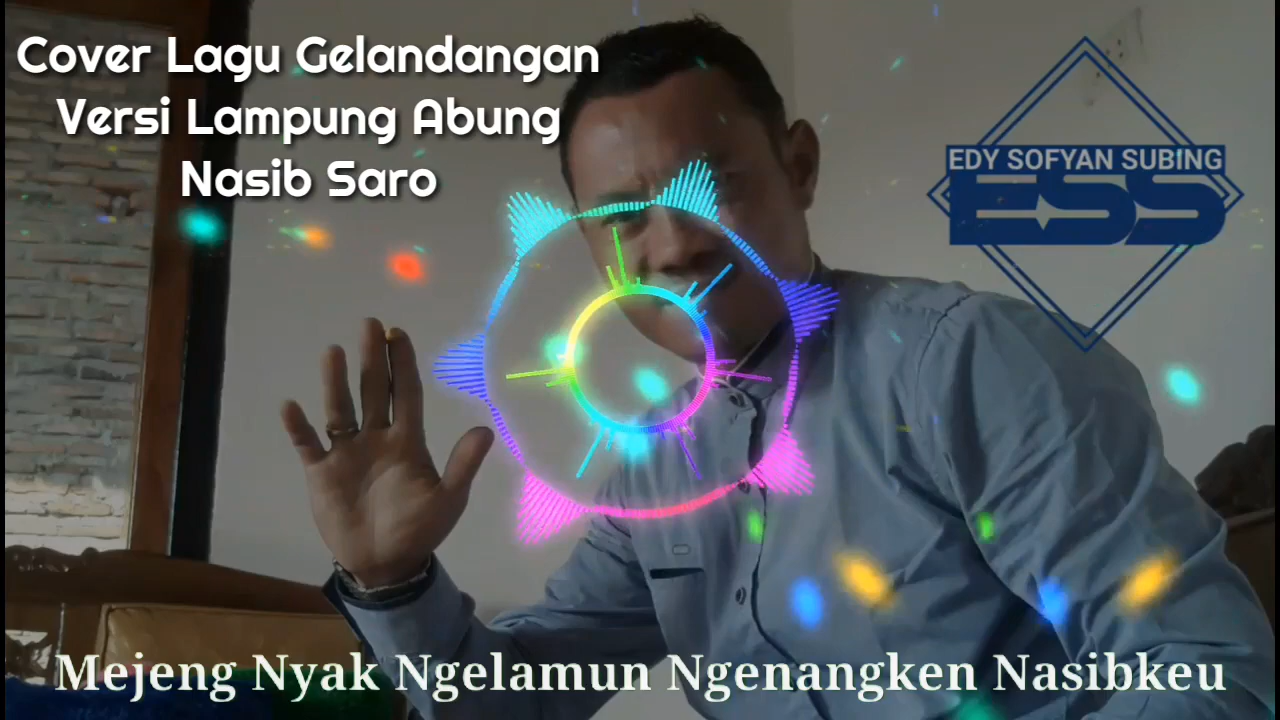 Cover Lagu Gelandangan
Versi Lampung Abung
Nasib Saro
EDY SOFYAN SUBING
ESS
Mejeng Nyak Ngelamun Ngenangken Nasibkeu